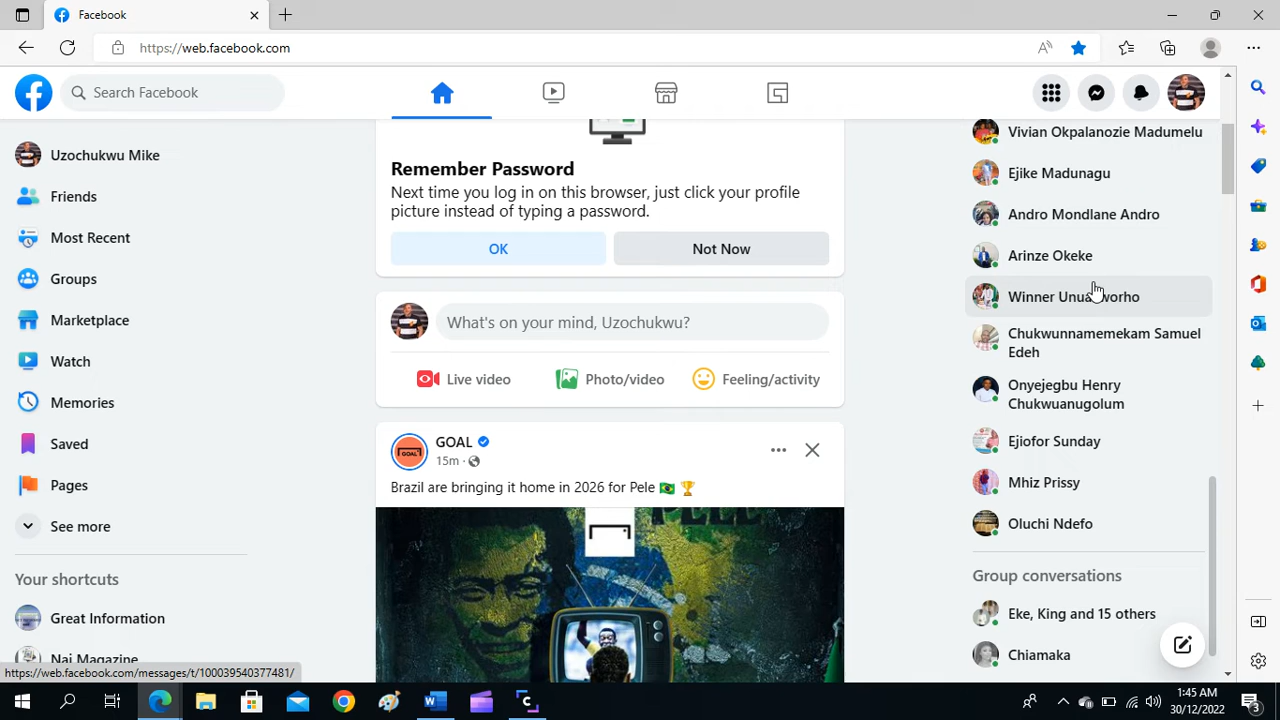 Facebook
https://web.facebook.com
Search Facebook
Uzochukwu Mike
Friends
Most Recent
Groups
Marketplace
Watch
Memories
Saved
Pages
See more
Your shortcuts
Great Information
Nai Magazine
https://web.facebook.com/messages/t/100039540377481/
Remember Password
Next time you log in on this browser, just click your profile
picture instead of typing a password.
OK
Not Now
What's on your mind, Uzochukwu?
Live video
Photo/video
Feeling/activity
GOAL
15m ·
Brazil are bringing it home in 2026 for Pele 🇧🇷 🏆
GOAL
Vivian Okpalanozie Madumelu
Ejike Madunagu
Andro Mondlane Andro
Arinze Okeke
Winner
Chukwunnamemekam Samuel
Edeh
Onyejegbu Henry
Chukwuanugolum
Ejiofor Sunday
Mhiz Prissy
Oluchi Ndefo
Group conversations
Eke, King and 15 others
Chiamaka
1:45 AM
30/12/2022
3